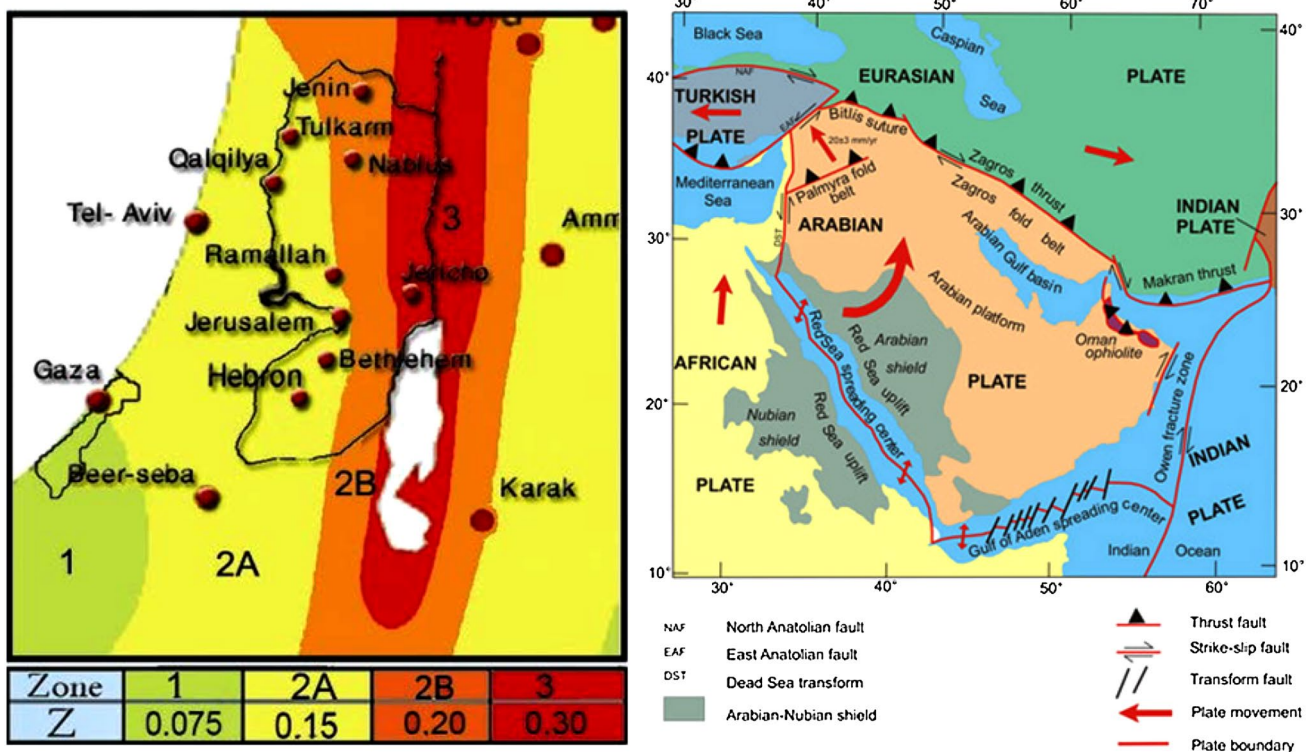 Jenin
Tulkarm
Qalqilya
Nablus
Tel- Aviv
3
Amm
Ramallah
Jericho
Jerusalem
Gaza
Bethlehem
Hebron
Beer-seba
2B
Karak
1
2A
Zone 1 2A 2B 3
Z 0.075 0.15 0.20 0.30
30° 40° 50° 60° 70°
Black Sea
Caspian
Sea
40°
40°
NAF
EURASIAN
PLATE
TURKISH
PLATE
EAF
Bitlis suture
20±3 mm/yr
Zagros thrust
Zagros fold belt
Palmyra fold
belt
Mediterranean
Sea
INDIAN
PLATE
30°
30°
DST
ARABIAN
Arabian Gulf basin
Makran thrust
Arabian platform
Red Sea spreading center
Red Sea uplift
Arabian
shield
Oman
ophiolite
AFRICAN
PLATE
20°
20°
Nubian
shield
Red Sea uplift
Owen fracture zone
INDIAN
PLATE
PLATE
Gulf of Aden spreading center
Indian Ocean
10°
10°
30° 40° 50° 60°
NAF North Anatolian fault
EAF East Anatolian fault
DST Dead Sea transform
Arabian-Nubian shield
Thrust fault
Strike-slip fault
Transform fault
Plate movement
Plate boundary